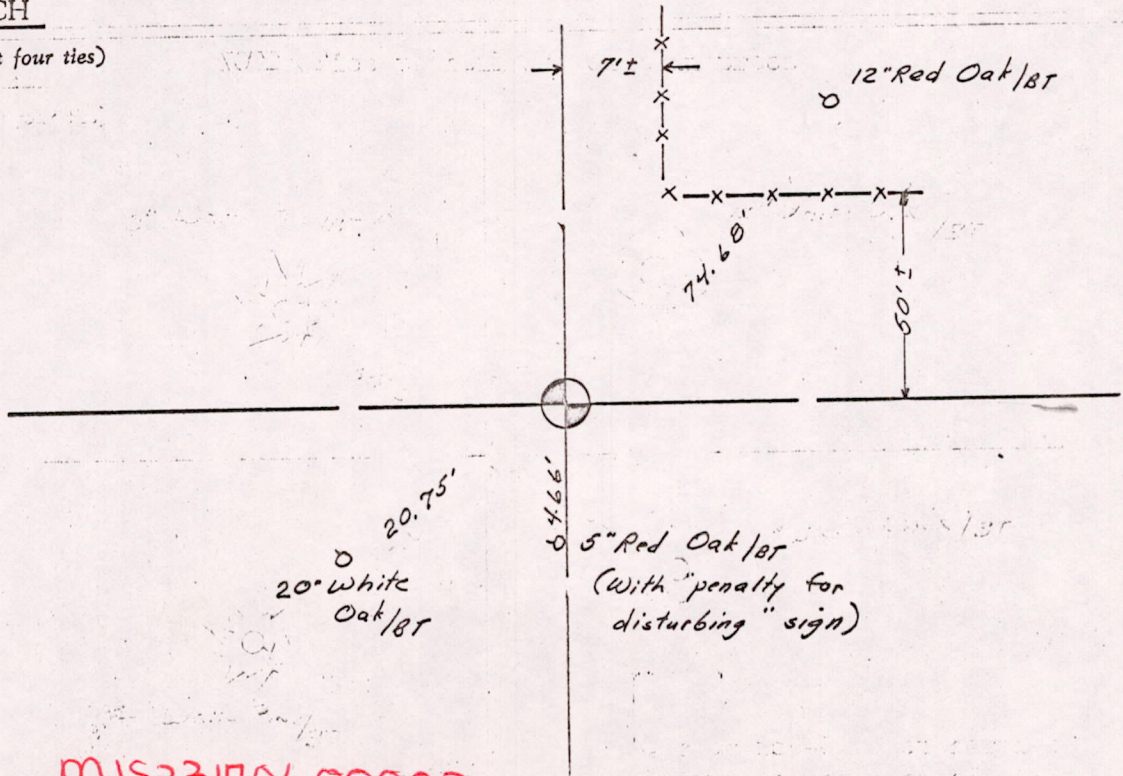 CH
four ties)
7'±
12" Red Oak/BT
74.68'
50'±
20.75'
4.66'
5" Red Oak/BT
(With "penalty for
disturbing" sign)
20" White
Oak/BT